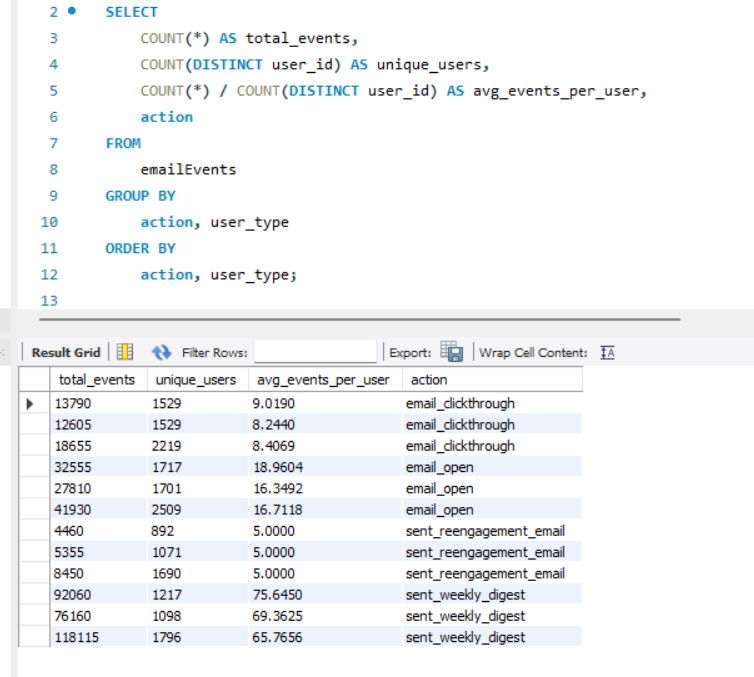 2 SELECT
3 COUNT(*) AS total_events,
4 COUNT(DISTINCT user_id) AS unique_users,
5 COUNT(*) / COUNT(DISTINCT user_id) AS avg_events_per_user,
6 action
7 FROM
8 emailEvents
9 GROUP BY
10 action, user_type
11 ORDER BY
12 action, user_type;
13
Result Grid Filter Rows: Export: Wrap Cell Content:
total_events unique_users avg_events_per_user action
13790 1529 9.0190 email_clickthrough
12605 1529 8.2440 email_clickthrough
18655 2219 8.4069 email_clickthrough
32555 1717 18.9604 email_open
27810 1701 16.3492 email_open
41930 2509 16.7118 email_open
4460 892 5.0000 sent_reengagement_email
5355 1071 5.0000 sent_reengagement_email
8450 1690 5.0000 sent_reengagement_email
92060 1217 75.6450 sent_weekly_digest
76160 1098 69.3625 sent_weekly_digest
118115 1796 65.7656 sent_weekly_digest